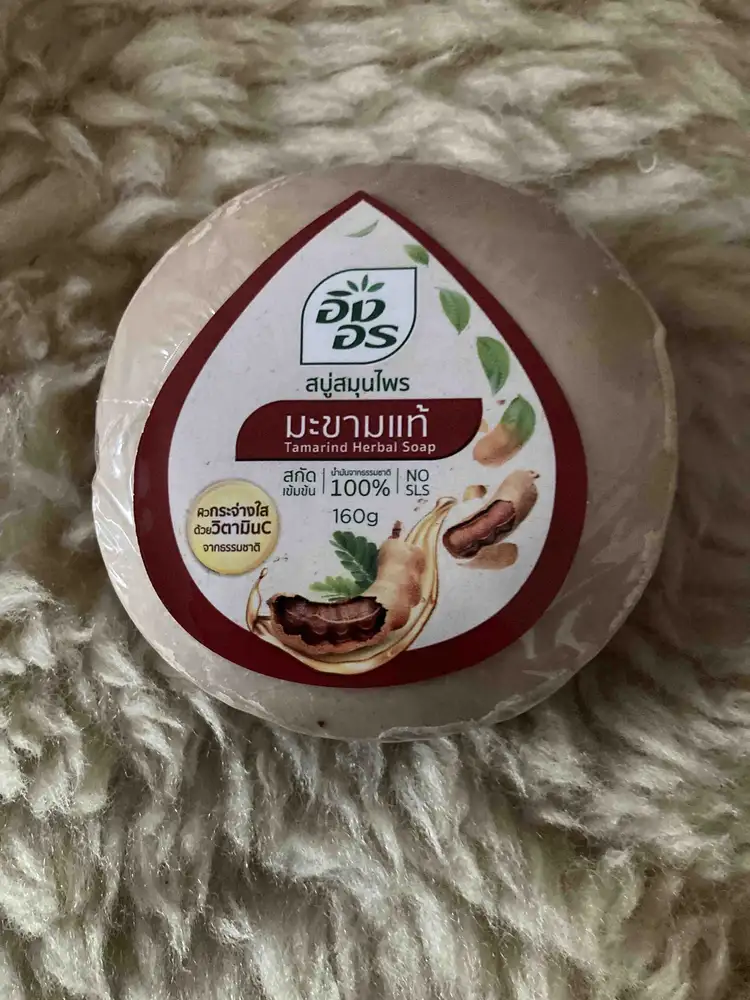 อิง
อร
สบู่สมุนไพร
มะขามแท้
Tamarind Herbal Soap
สกัด
เข้มข้น
น้ำมันจากธรรมชาติ
100%
NO
SLS
160g
ผิวกระจ่างใส
ด้วยวิตามินC
จากธรรมชาติ